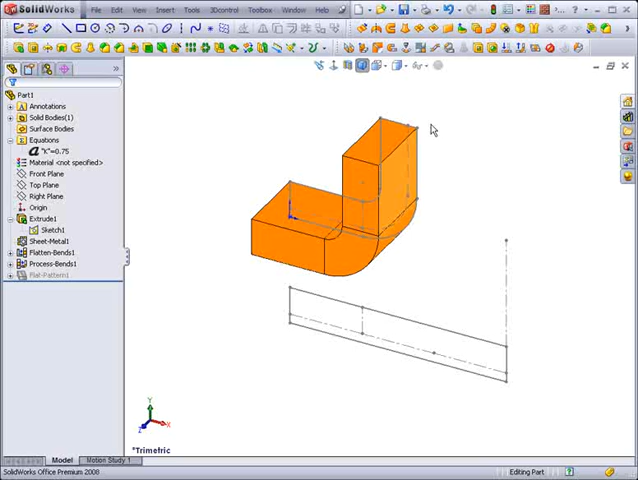 SolidWorks File Edit View Insert Tools 3Dcontrol Toolbox Window Help
Part1
Annotations
Solid Bodies(1)
Surface Bodies
Equations
"K"=0.75
Material <not specified>
Front Plane
Top Plane
Right Plane
Origin
Extrude1
Sketch1
Sheet-Metal1
Flatten-Bends1
Process-Bends1
Flat-Pattern1
Y
X
Z
*Trimetric
Model Motion Study 1
SolidWorks Office Premium 2008 Editing Part